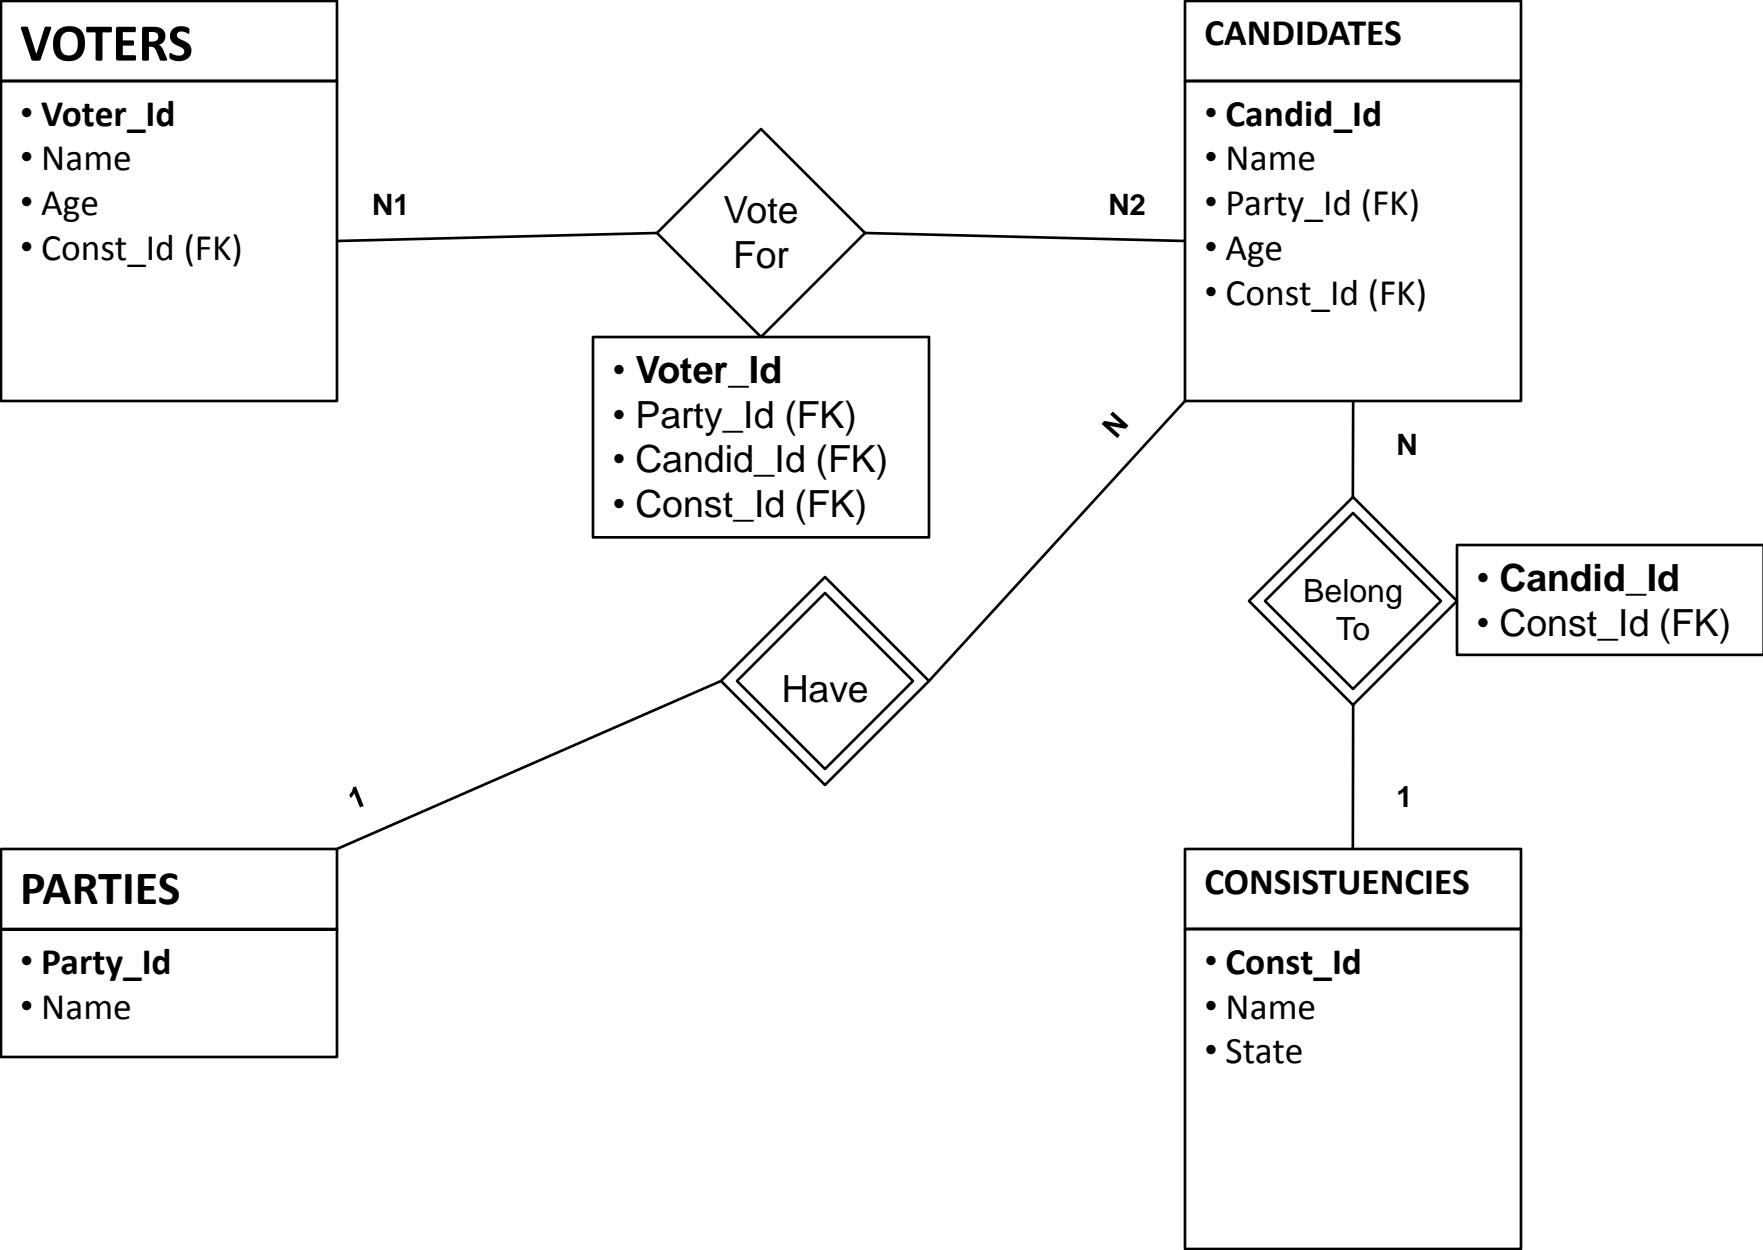 VOTERS
• Voter_Id
• Name
• Age
• Const_Id (FK)
N1
Vote
For
N2
• Voter_Id
• Party_Id (FK)
• Candid_Id (FK)
• Const_Id (FK)
CANDIDATES
• Candid_Id
• Name
• Party_Id (FK)
• Age
• Const_Id (FK)
N
N
Belong
To
• Candid_Id
• Const_Id (FK)
Have
1
1
PARTIES
• Party_Id
• Name
CONSISTUENCIES
• Const_Id
• Name
• State